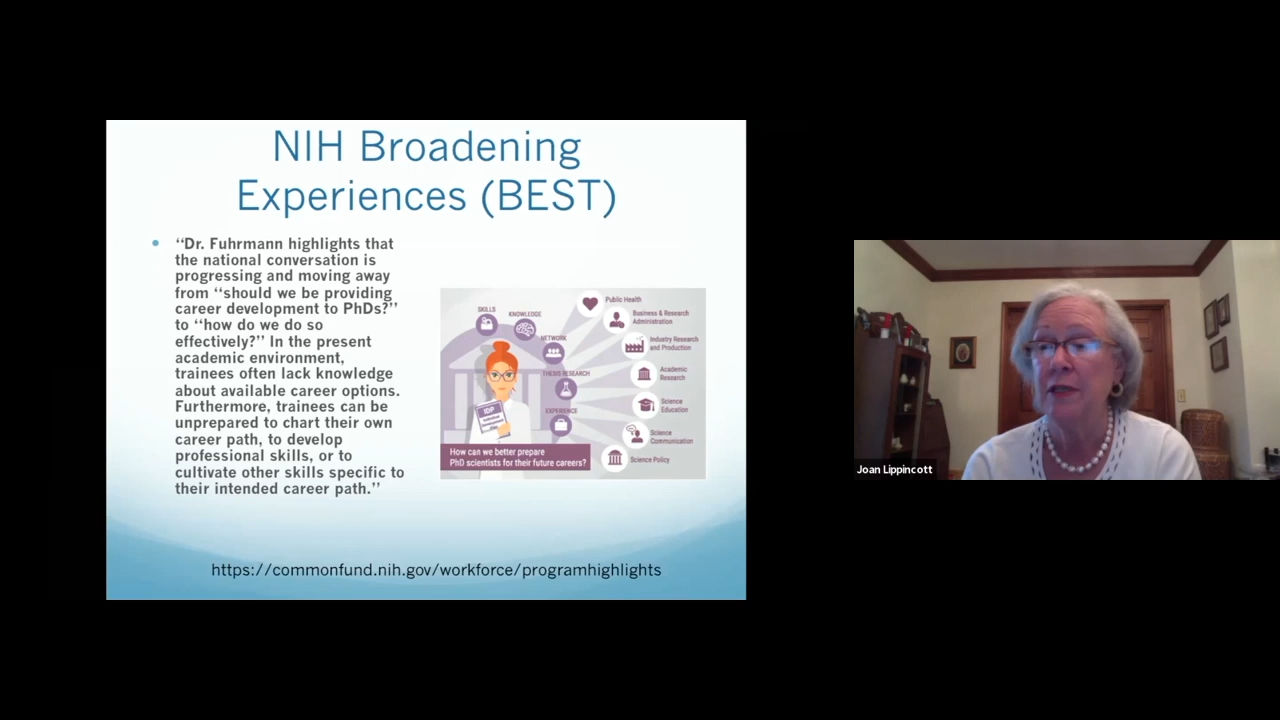 NIH Broadening
Experiences (BEST)
• “Dr. Fuhrmann highlights that
the national conversation is
progressing and moving away
from “should we be providing
career development to PhDs?”
to “how do we do so
effectively?” In the present
academic environment,
trainees often lack knowledge
about available career options.
Furthermore, trainees can be
unprepared to chart their own
career path, to develop
professional skills, or to
cultivate other skills specific to
their intended career path.”
SKILLS
KNOWLEDGE
NETWORK
THESIS RESEARCH
EXPERIENCE
IDP
How can we better prepare
PhD scientists for their future careers?
Public Health
Business & Research
Administration
Industry Research
and Production
Academic
Research
Science
Education
Science
Communication
Science Policy
https://commonfund.nih.gov/workforce/programhighlights
Joan Lippincott